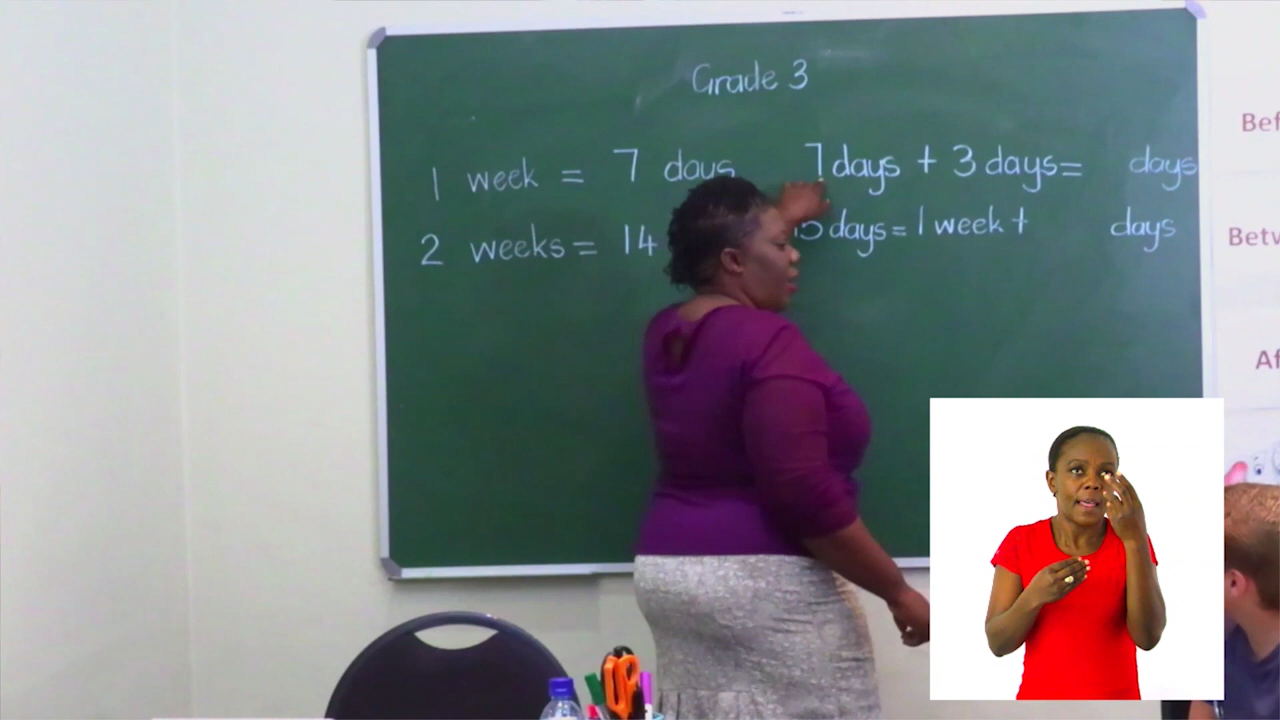 Grade 3
1 week = 7 days 7 days + 3 days = days
2 weeks = 14 5 days = 1 week + days
Bef
Betw
Af